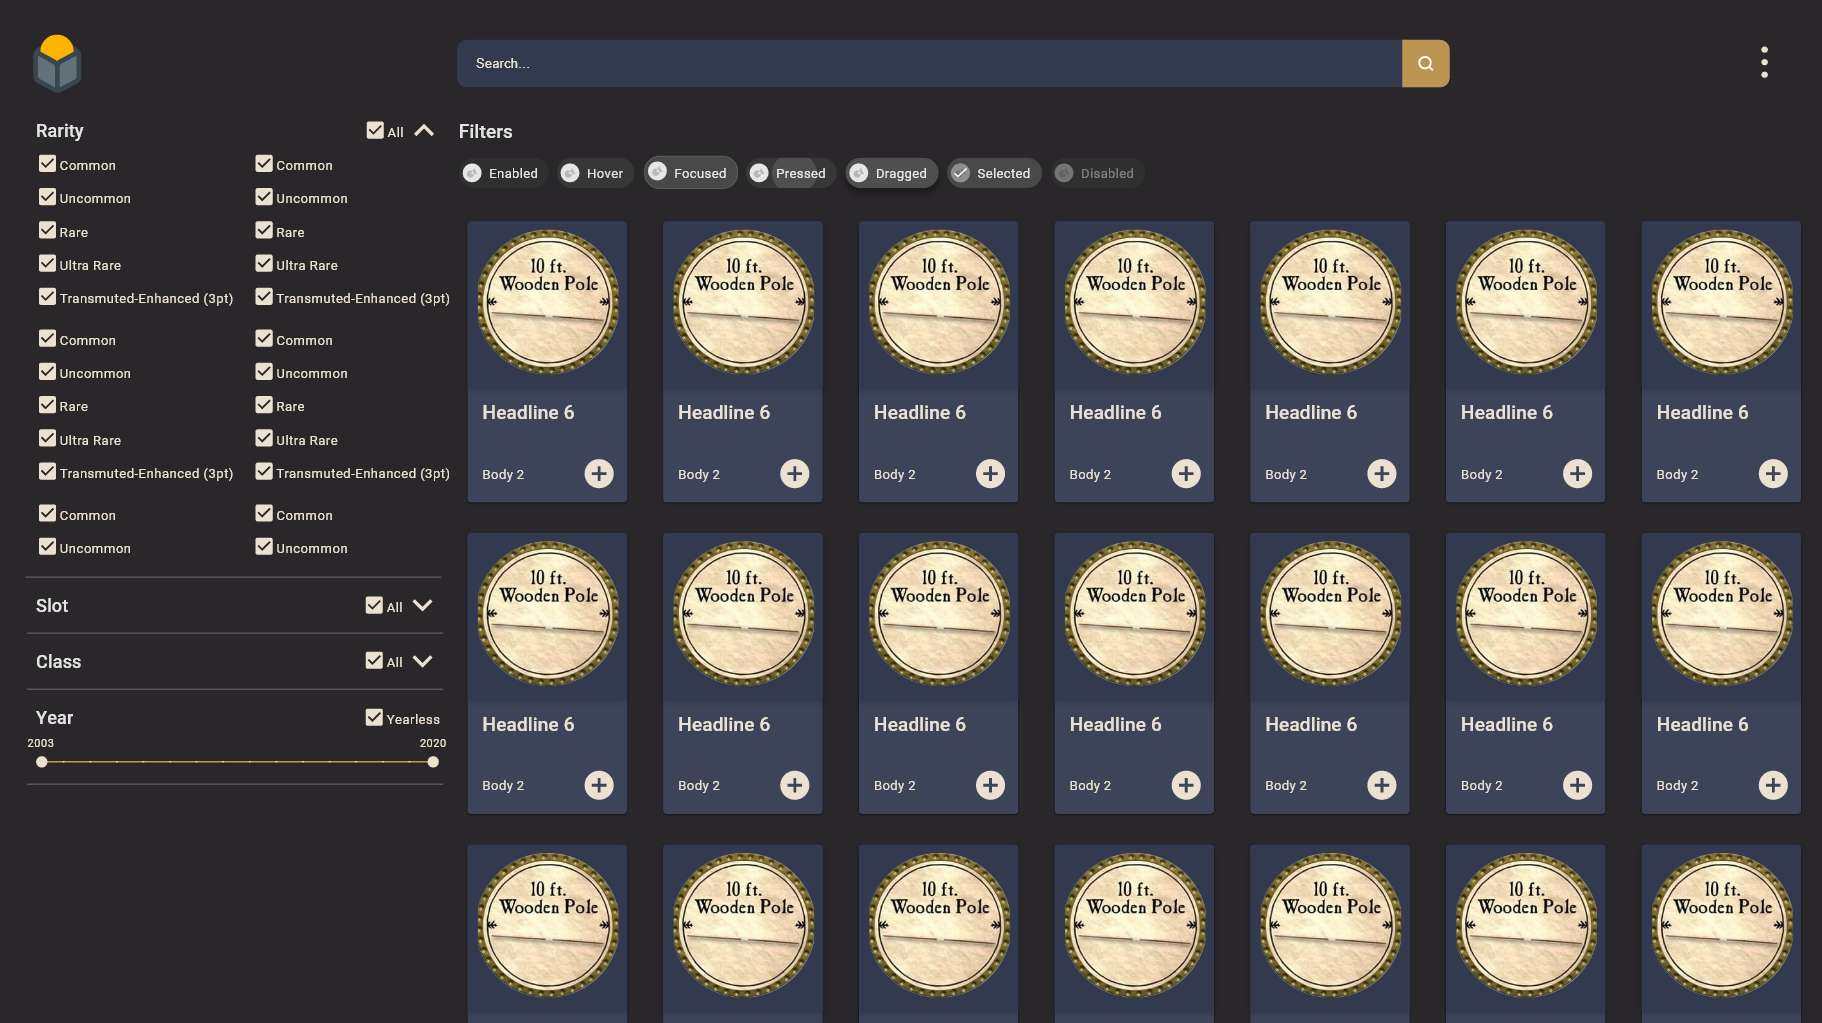 Search...
Rarity
All
Common
Common
Uncommon
Uncommon
Rare
Rare
Ultra Rare
Ultra Rare
Transmuted-Enhanced (3pt)
Transmuted-Enhanced (3pt)
Common
Common
Uncommon
Uncommon
Rare
Rare
Ultra Rare
Ultra Rare
Transmuted-Enhanced (3pt)
Transmuted-Enhanced (3pt)
Common
Common
Uncommon
Uncommon
Slot
All
Class
All
Year
Yearless
2003
2020
Filters
Enabled
Hover
Focused
Pressed
Dragged
Selected
Disabled
10 ft.
Wooden Pole
Headline 6
Body 2
10 ft.
Wooden Pole
Headline 6
Body 2
10 ft.
Wooden Pole
Headline 6
Body 2
10 ft.
Wooden Pole
Headline 6
Body 2
10 ft.
Wooden Pole
Headline 6
Body 2
10 ft.
Wooden Pole
Headline 6
Body 2
10 ft.
Wooden Pole
Headline 6
Body 2
10 ft.
Wooden Pole
Headline 6
Body 2
10 ft.
Wooden Pole
Headline 6
Body 2
10 ft.
Wooden Pole
Headline 6
Body 2
10 ft.
Wooden Pole
Headline 6
Body 2
10 ft.
Wooden Pole
Headline 6
Body 2
10 ft.
Wooden Pole
Headline 6
Body 2
10 ft.
Wooden Pole
Headline 6
Body 2
10 ft.
Wooden Pole
10 ft.
Wooden Pole
10 ft.
Wooden Pole
10 ft.
Wooden Pole
10 ft.
Wooden Pole
10 ft.
Wooden Pole
10 ft.
Wooden Pole